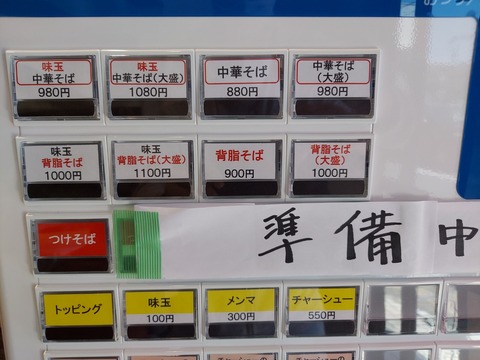 味玉
中華そば
980円
味玉
中華そば(大盛)
1080円
中華そば
880円
中華そば
(大盛)
980円
味玉
背脂そば
1000円
味玉
背脂そば(大盛)
1100円
背脂そば
900円
背脂そば
(大盛)
1000円
つけそば
準備中
トッピング
味玉
100円
メンマ
300円
チャーシュー
550円